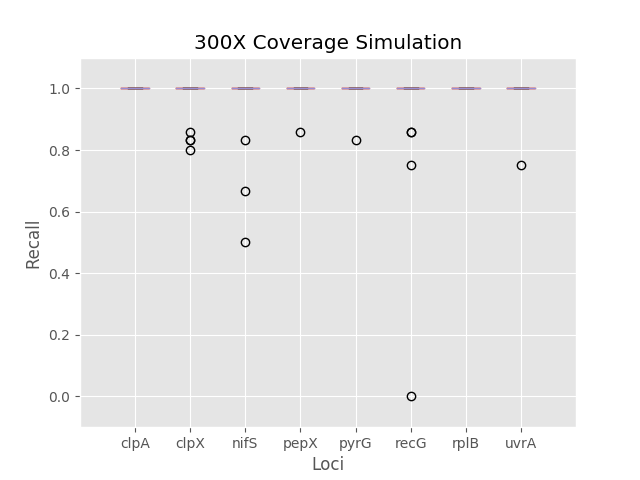 300X Coverage Simulation
1.0
0.8
0.6
0.4
0.2
0.0
Recall
clpA clpX nifS pepX pyrG recG rplB uvrA
Loci